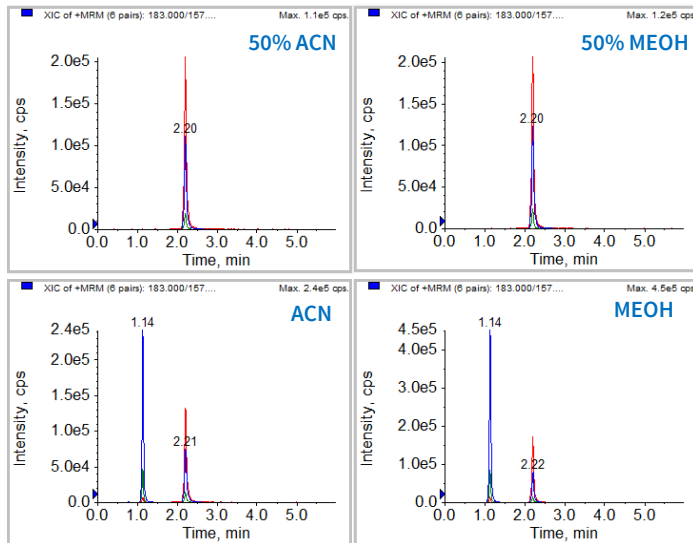 XIC of +MRM (6 pairs): 183.000/157....
Max. 1.1e5 cps.
50% ACN
2.0e5
1.5e5
1.0e5
5.0e4
0.0
2.20
0.0 1.0 2.0 3.0 4.0 5.0
Time, min
Intensity, cps
XIC of +MRM (6 pairs): 183.000/157....
Max. 1.2e5 cps.
50% MEOH
2.0e5
1.5e5
1.0e5
5.0e4
0.0
2.20
0.0 1.0 2.0 3.0 4.0 5.0
Time, min
Intensity, cps
XIC of +MRM (6 pairs): 183.000/157....
Max. 2.4e5 cps.
ACN
2.4e5
2.0e5
1.5e5
1.0e5
5.0e4
0.0
1.14
2.21
0.0 1.0 2.0 3.0 4.0 5.0
Time, min
Intensity, cps
XIC of +MRM (6 pairs): 183.000/157....
Max. 4.5e5 cps.
MEOH
4.5e5
4.0e5
3.0e5
2.0e5
1.0e5
0.0
1.14
2.22
0.0 1.0 2.0 3.0 4.0 5.0
Time, min
Intensity, cps